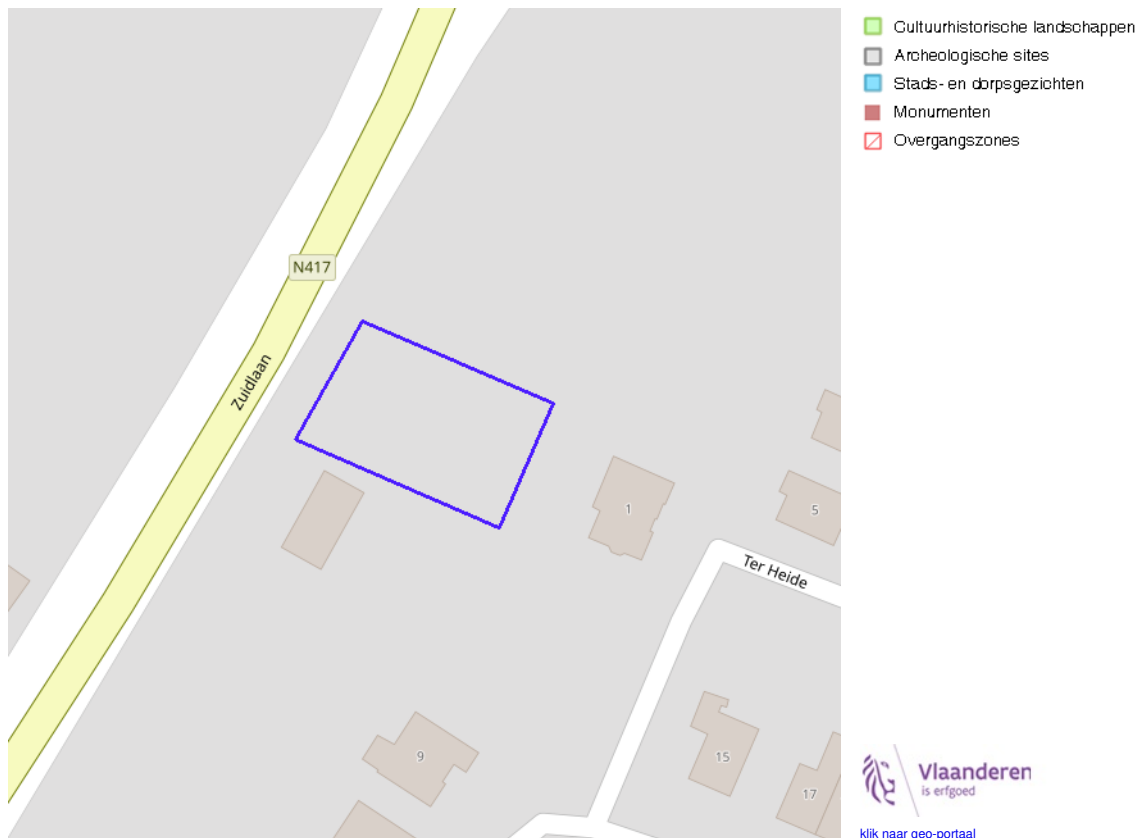 Cultuurhistorische landschappen
Archeologische sites
Stads- en dorpsgezichten
Monumenten
Overgangszones
N417
Zuidlaan
1
5
Ter Heide
9
15
17
Vlaanderen
is erfgoed
klik naar geo-portaal